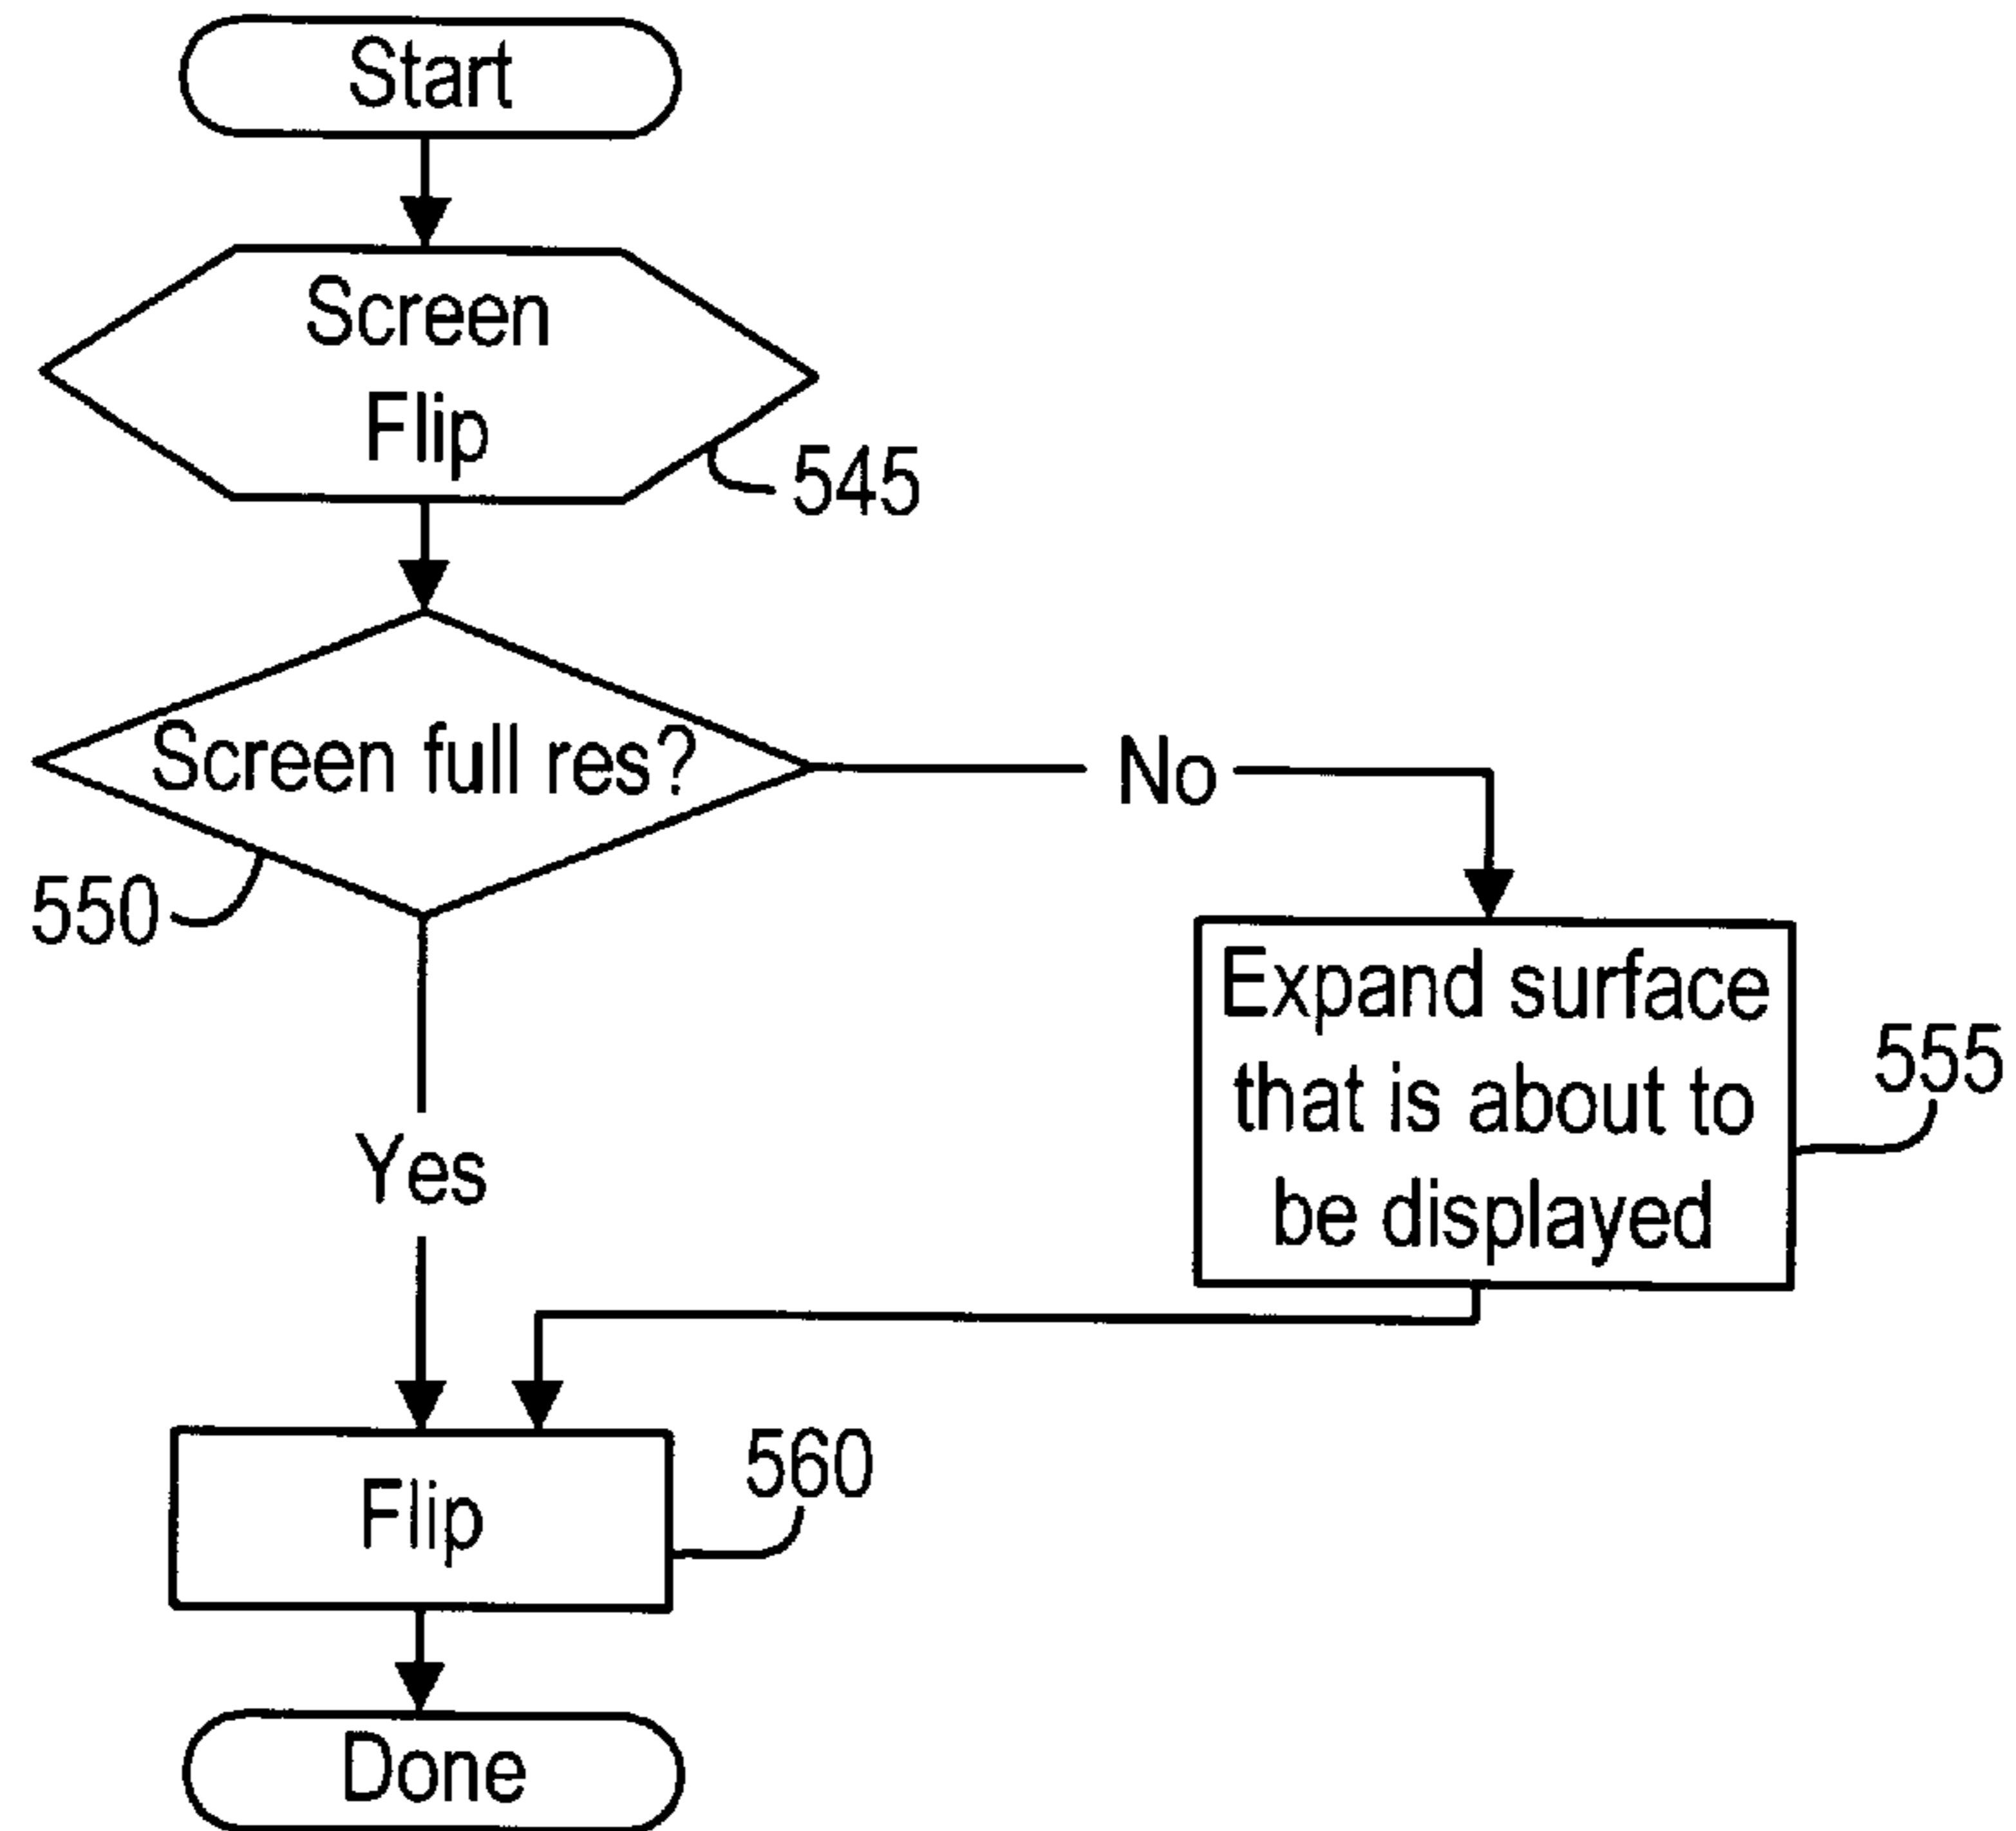 Start
Screen
Flip
545
Screen full res?
No
550
Expand surface
that is about to
be displayed
555
Yes
Flip
560
Done